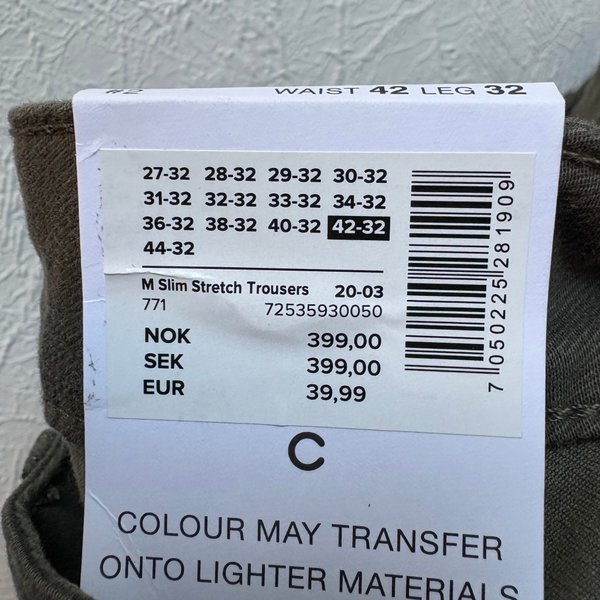 WAIST 42 LEG 32
27-32 28-32 29-32 30-32
31-32 32-32 33-32 34-32
36-32 38-32 40-32 42-32
44-32
M Slim Stretch Trousers 20-03
771 72535930050
NOK 399,00
SEK 399,00
EUR 39,99
7 050225 281909
C
COLOUR MAY TRANSFER
ONTO LIGHTER MATERIALS